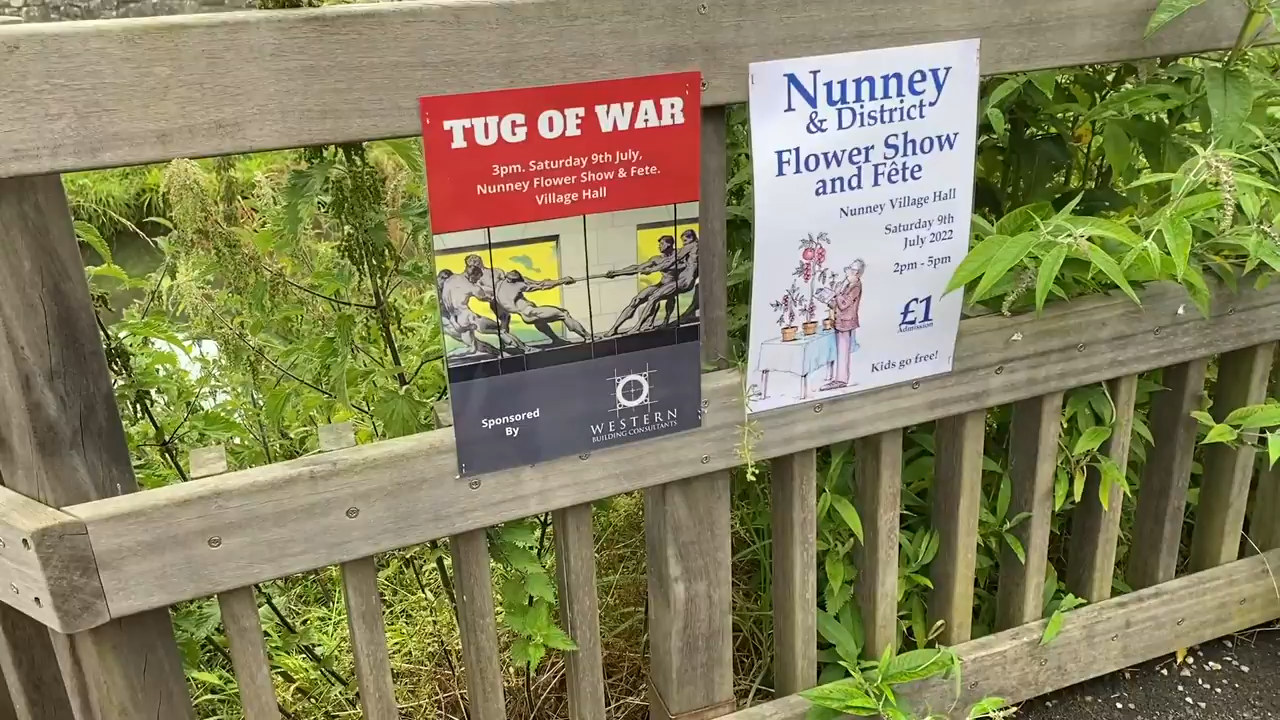 TUG OF WAR
3pm. Saturday 9th July,
Nunney Flower Show & Fete.
Village Hall
Sponsored
By
WESTERN
BUILDING CONSULTANTS
Nunney
& District
Flower Show
and Fête
Nunney Village Hall
Saturday 9th
July 2022
2pm - 5pm
£1
Admission
Kids go free!